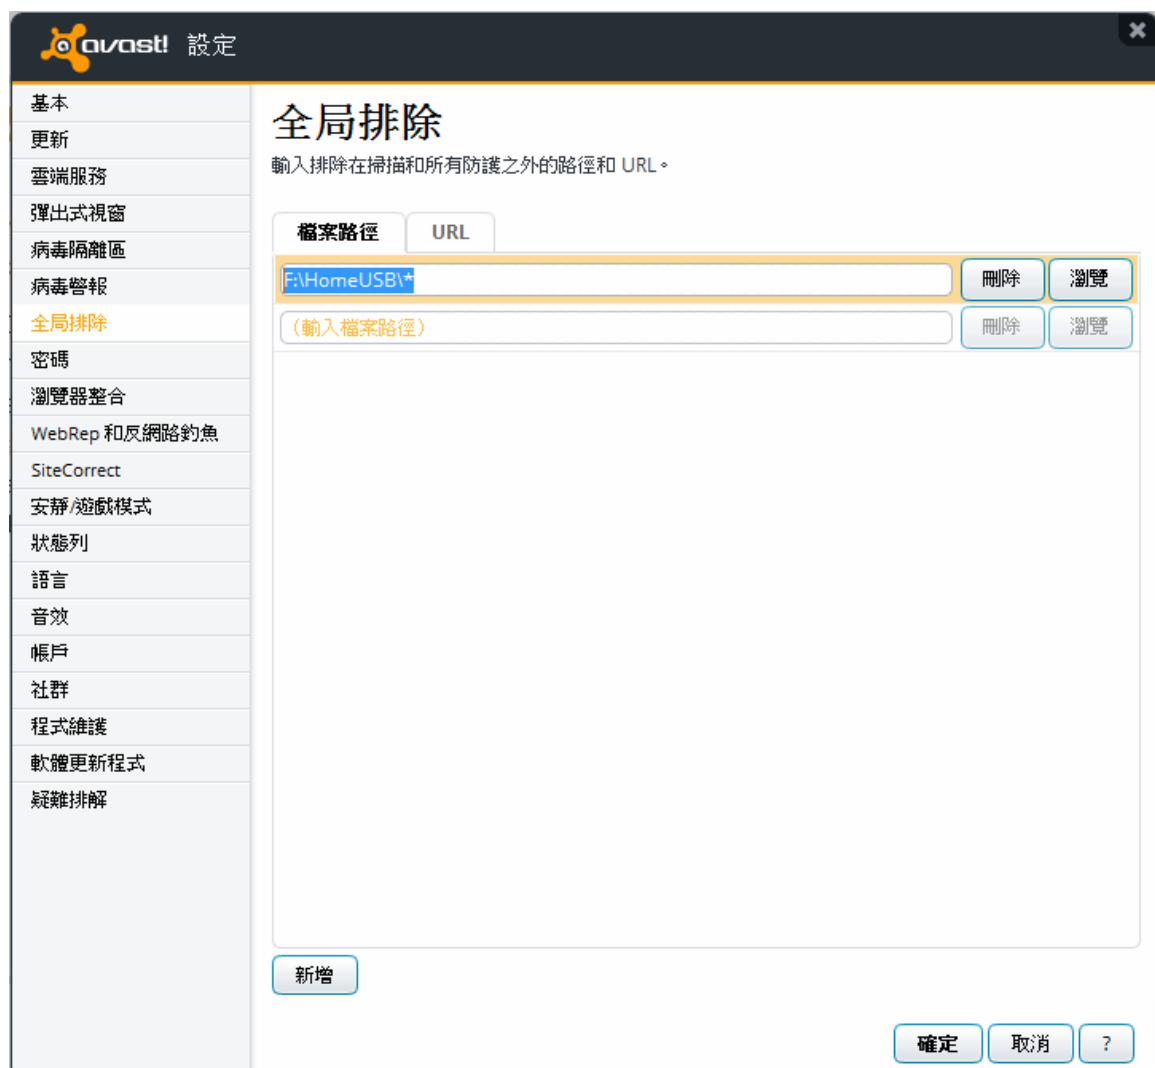 avast! 設定
基本
更新
雲端服務
彈出式視窗
病毒隔離區
病毒警報
全局排除
密碼
瀏覽器整合
WebRep 和反網路釣魚
SiteCorrect
安靜/遊戲模式
狀態列
語言
音效
帳戶
社群
程式維護
軟體更新程式
疑難排解
全局排除
輸入排除在掃描和所有防護之外的路徑和 URL。
檔案路徑 URL
F:\HomeUSB\* 刪除 瀏覽
（輸入檔案路徑） 刪除 瀏覽
新增
確定 取消 ?